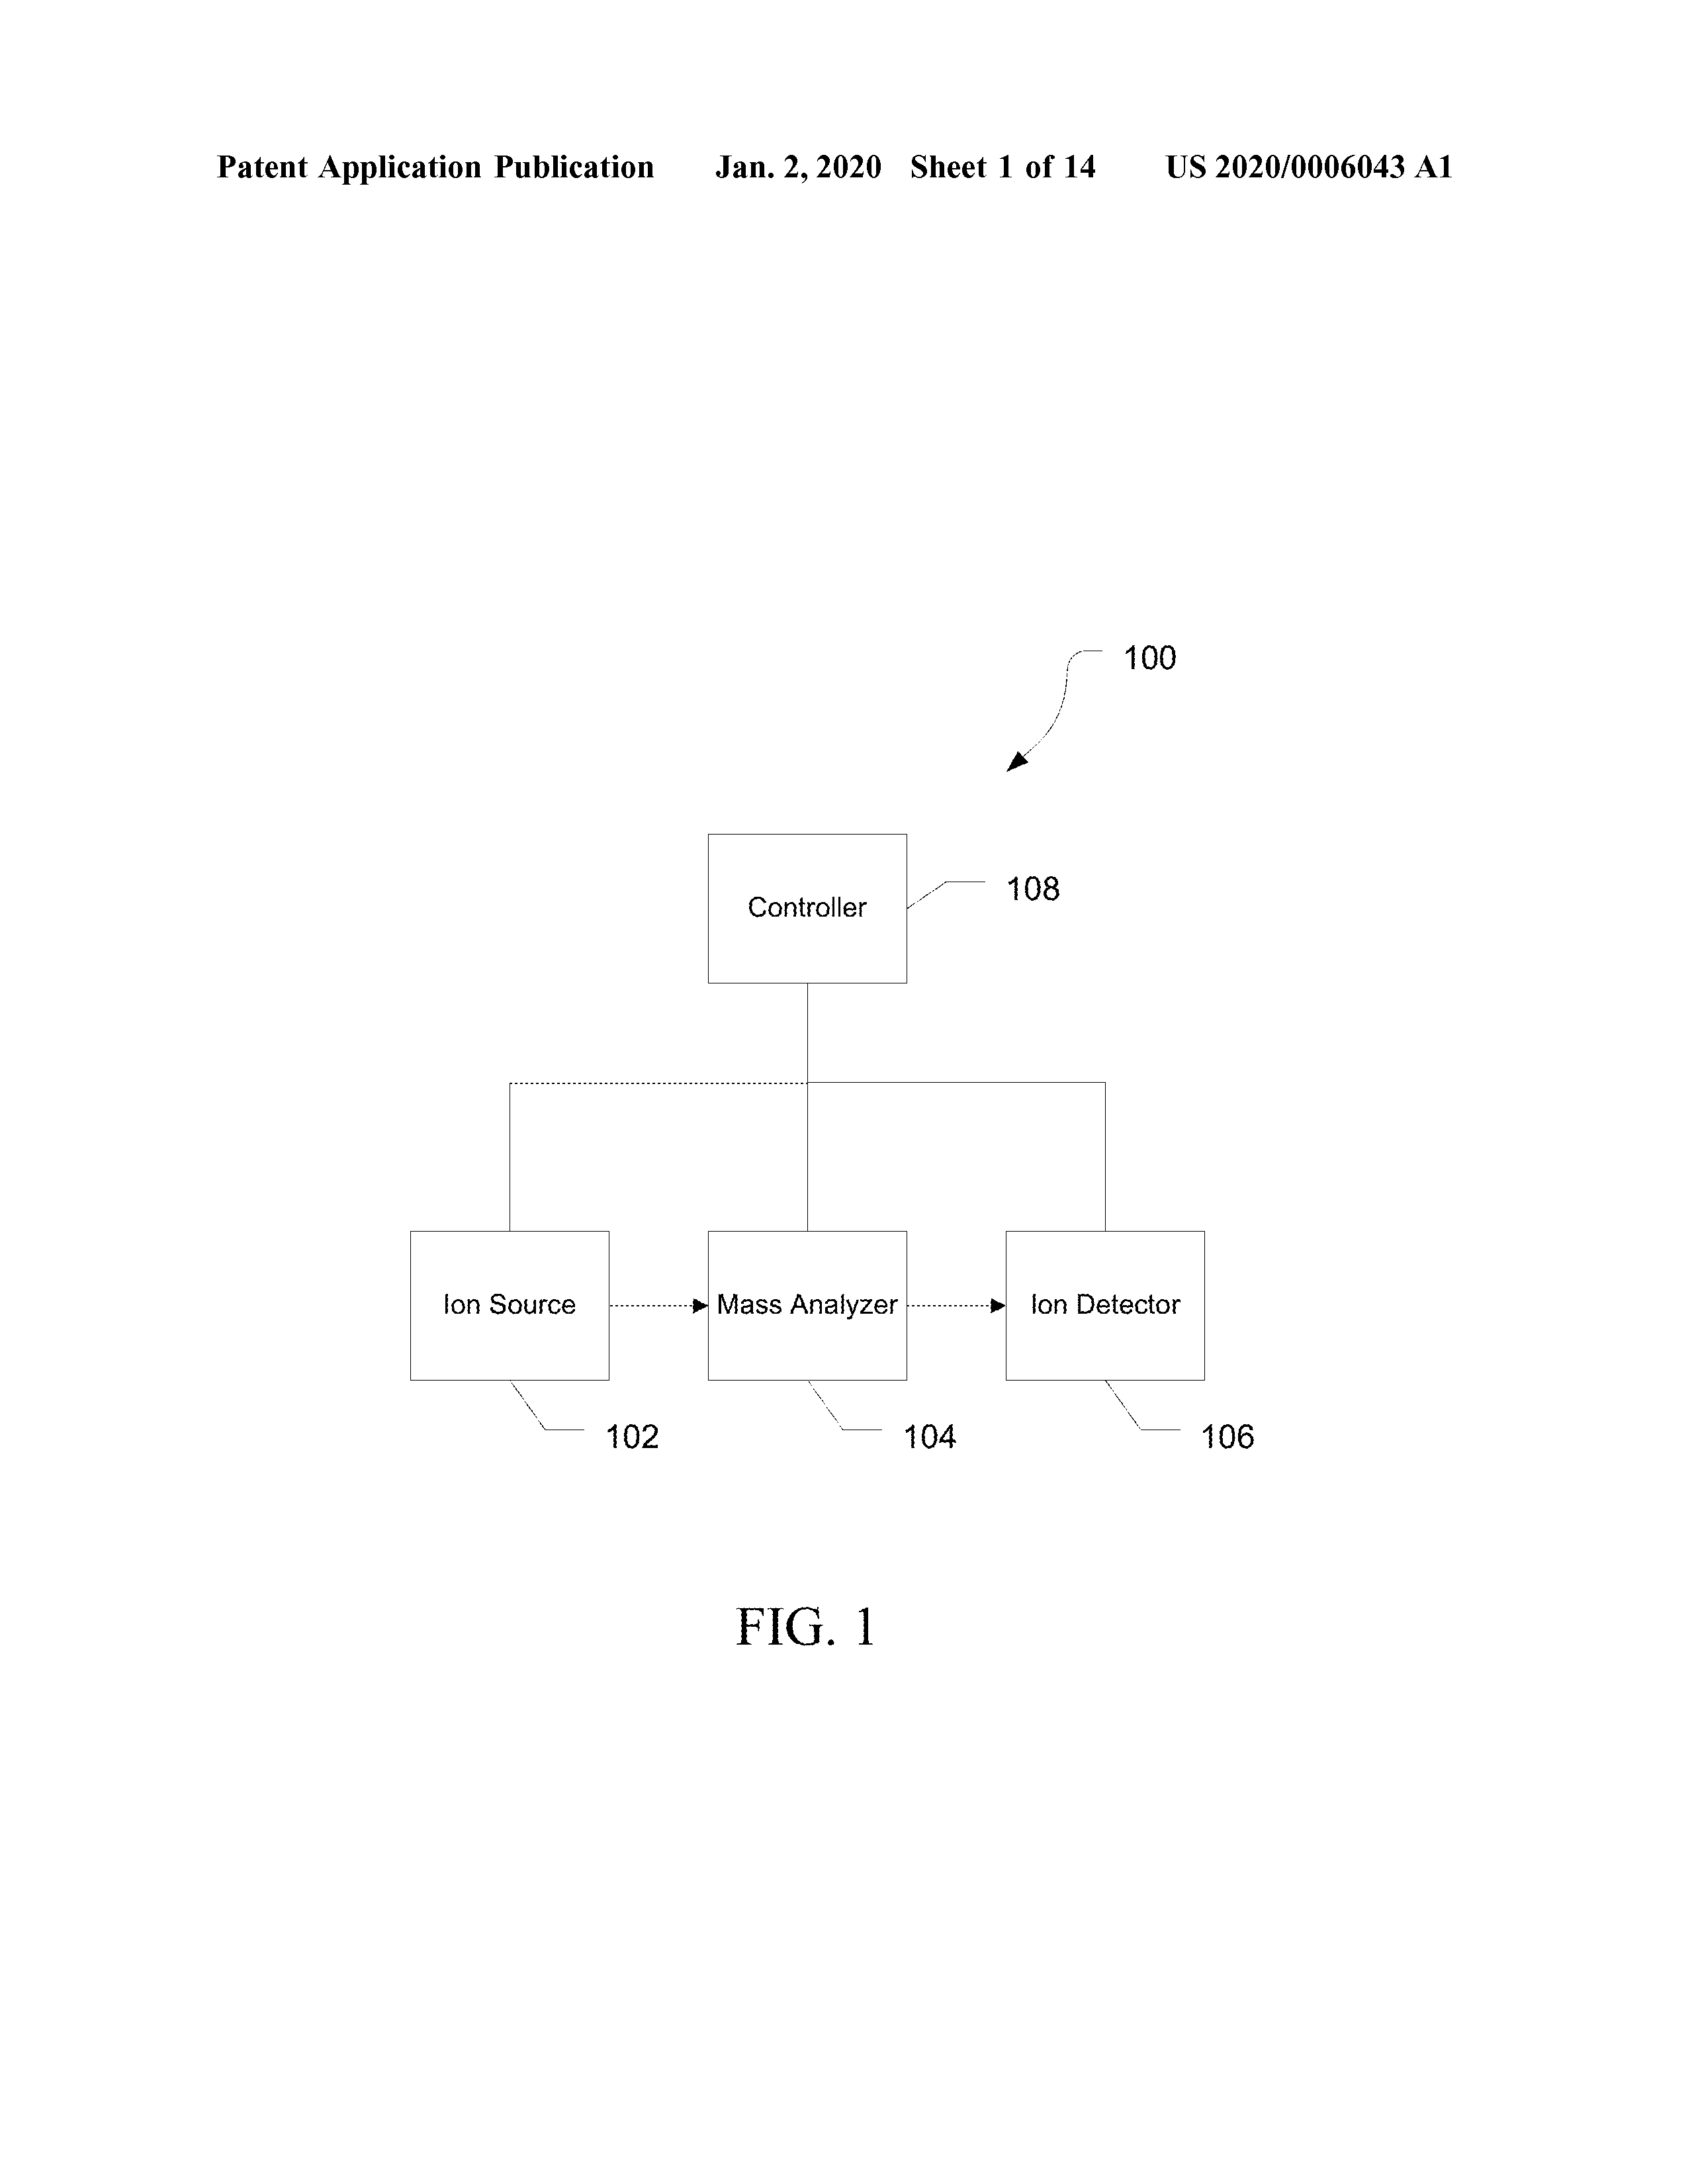 Patent Application Publication Jan. 2, 2020 Sheet 1 of 14 US 2020/0006043 A1
100
Controller
108
Ion Source
Mass Analyzer
Ion Detector
102
104
106
FIG. 1